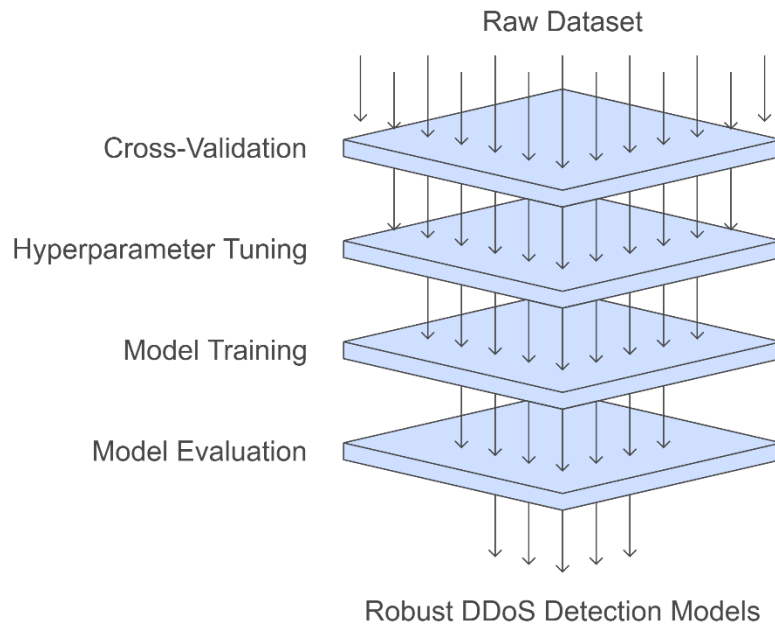 Raw Dataset
Cross-Validation
Hyperparameter Tuning
Model Training
Model Evaluation
Robust DDoS Detection Models